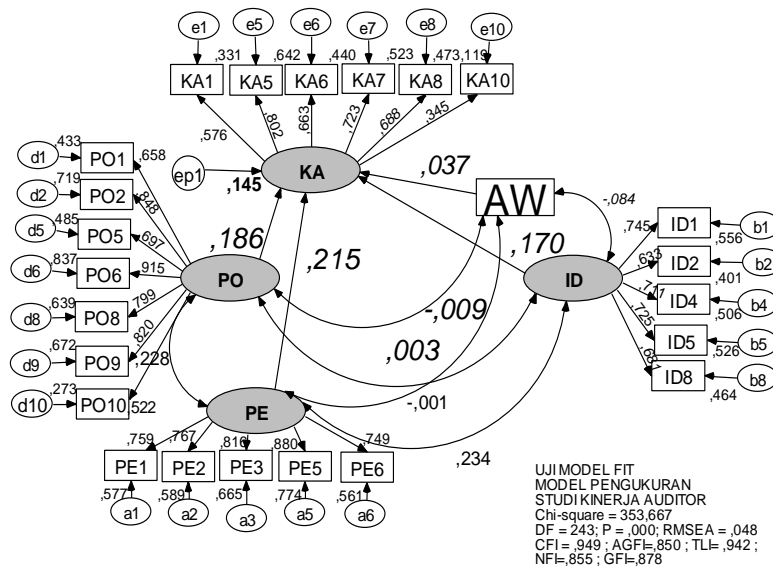 e1 e5 e6 e7 e8 e10
,331 ,642 ,440 ,523 ,473 ,119
KA1 KA5 KA6 KA7 KA8 KA10
,576 ,802 ,663 ,723 ,688 ,345
ep1 ,145 KA ,037
AW -,084
d1 ,433 PO1 ,658
d2 ,719 PO2 ,848
d5 ,485 PO5 ,697
d6 ,837 PO6 ,915
d8 ,639 PO8 ,799
d9 ,672 PO9 ,820
d10 ,273 PO10 ,522
PO ,186 ,215 ,170 ID
,745 ID1 ,556 b1
,633 ID2 ,401 b2
,711 ID4 ,506 b4
,725 ID5 ,526 b5
ID8 ,464 b8
-,009
,003
,228
-,001
PE
,234
,759 ,767 ,816 ,880 ,749
PE1 PE2 PE3 PE5 PE6
,577 ,589 ,665 ,774 ,561
a1 a2 a3 a5 a6
UJI MODEL FIT
MODEL PENGUKURAN
STUDI KINERJA AUDITOR
Chi-square = 353,667
DF = 243; P = ,000; RMSEA = ,048
CFI = ,949 ; AGFI=,850 ; TLI= ,942 ;
NFI=,855 ; GFI=,878